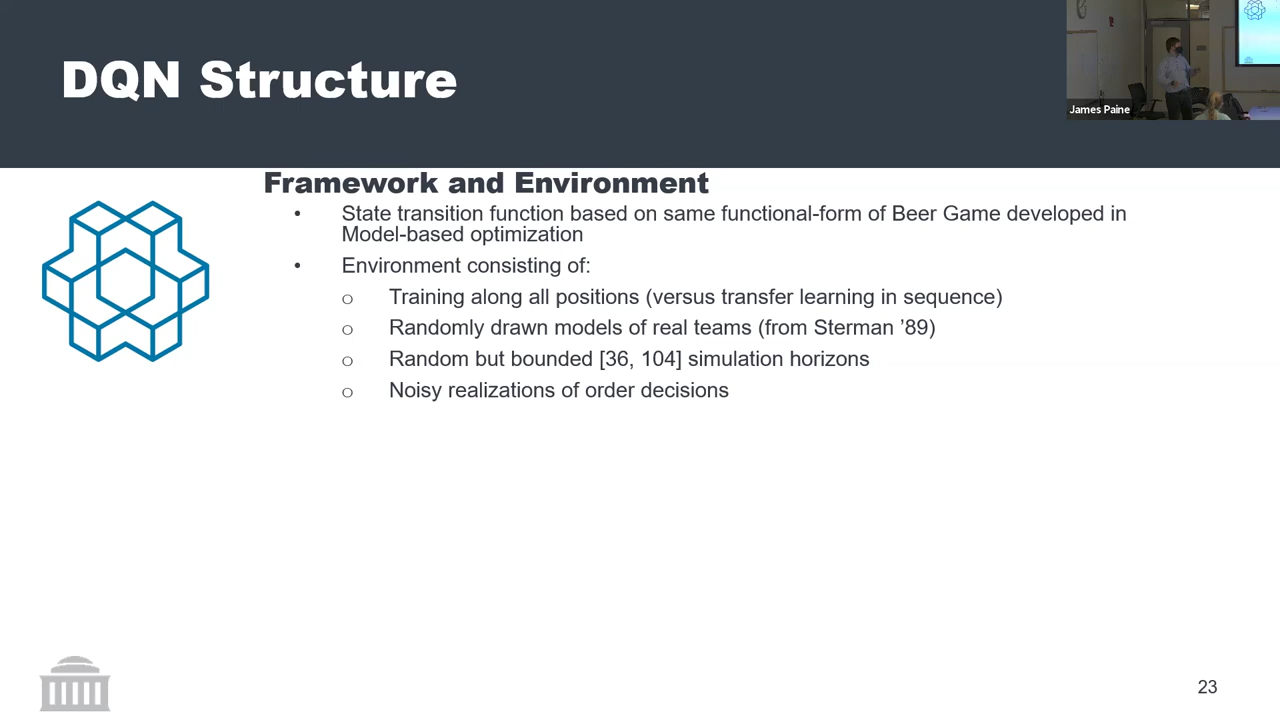 DQN Structure
James Paine
Framework and Environment
• State transition function based on same functional-form of Beer Game developed in
Model-based optimization
• Environment consisting of:
o Training along all positions (versus transfer learning in sequence)
o Randomly drawn models of real teams (from Sterman ’89)
o Random but bounded [36, 104] simulation horizons
o Noisy realizations of order decisions
23